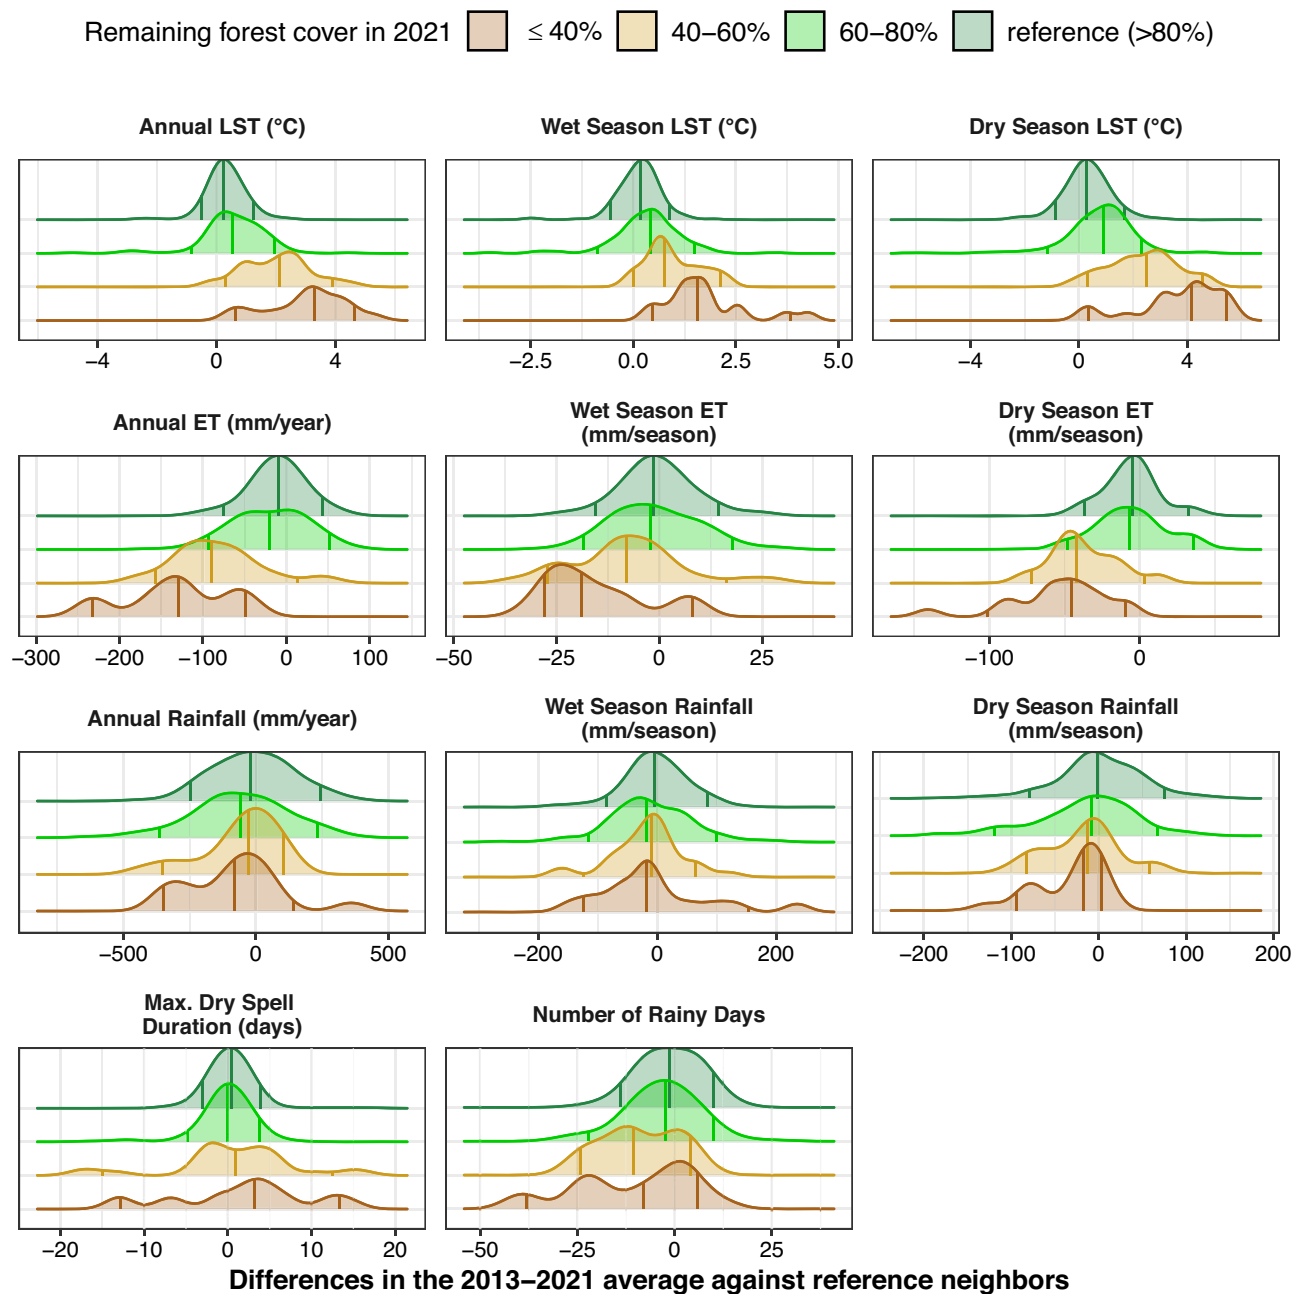 Remaining forest cover in 2021 ≤ 40% 40−60% 60−80% reference (>80%)
Annual LST (°C) Wet Season LST (°C) Dry Season LST (°C)
−4 0 4 −2.5 0.0 2.5 5.0 −4 0 4
Annual ET (mm/year) Wet Season ET Dry Season ET
(mm/season) (mm/season)
−300 −200 −100 0 100 −50 −25 0 25 −100 0
Annual Rainfall (mm/year) Wet Season Rainfall Dry Season Rainfall
(mm/season) (mm/season)
−500 0 500 −200 0 200 −200 −100 0 100 200
Max. Dry Spell Number of Rainy Days
Duration (days)
−20 −10 0 10 20 −50 −25 0 25
Differences in the 2013−2021 average against reference neighbors